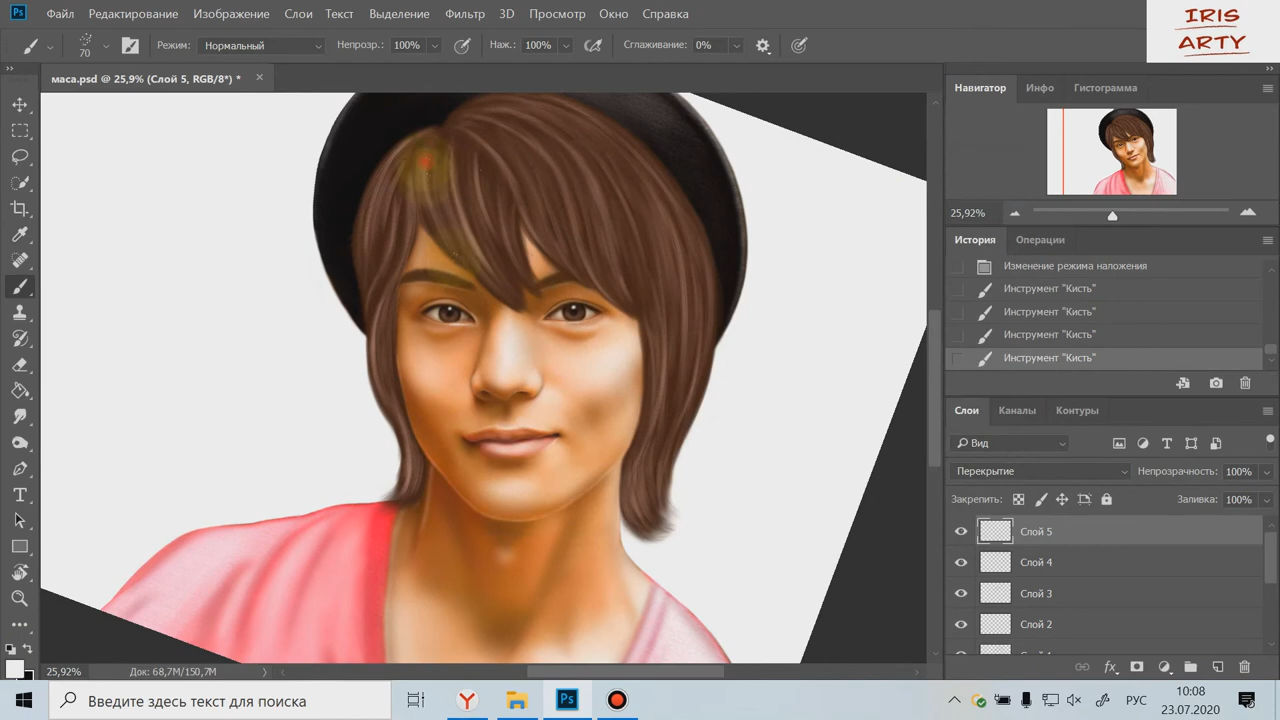 Ps Файл Редактирование Изображение Слои Текст Выделение Фильтр 3D Просмотр Окно Справка
IRIS
ARTY
70 Режим: Нормальный Непрозр.: 100% Наж.: 100% Сглаживание: 0%
маса.psd @ 25,9% (Слой 5, RGB/8*) *
Навигатор Инфо Гистограмма
25,92%
История Операции
Изменение режима наложения
Инструмент "Кисть"
Инструмент "Кисть"
Инструмент "Кисть"
Инструмент "Кисть"
Слои Каналы Контуры
Вид
Перекрытие Непрозрачность: 100%
Закрепить: Заливка: 100%
Слой 5
Слой 4
Слой 3
Слой 2
25,92% Док: 68,7M/150,7M
Введите здесь текст для поиска
Ps
РУС
10:08
23.07.2020